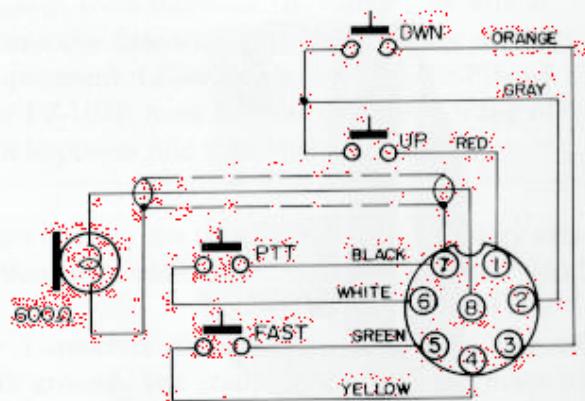 DWN
ORANGE
GRAY
UP
RED
PTT
BLACK
7
1
WHITE
6
8
2
600Ω
FAST
GREEN
5
4
3
YELLOW